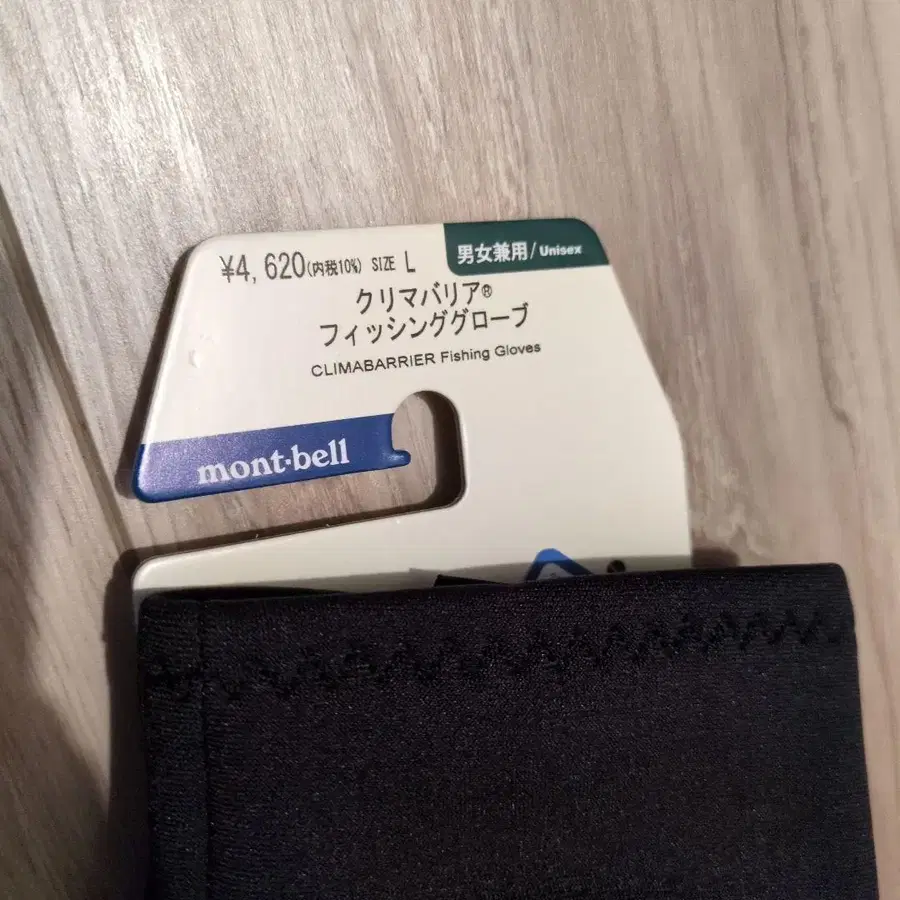 ¥4,620(内税10%) SIZE L
男女兼用/Unisex
クリマバリア®
フィッシンググローブ
CLIMABARRIER Fishing Gloves
mont-bell